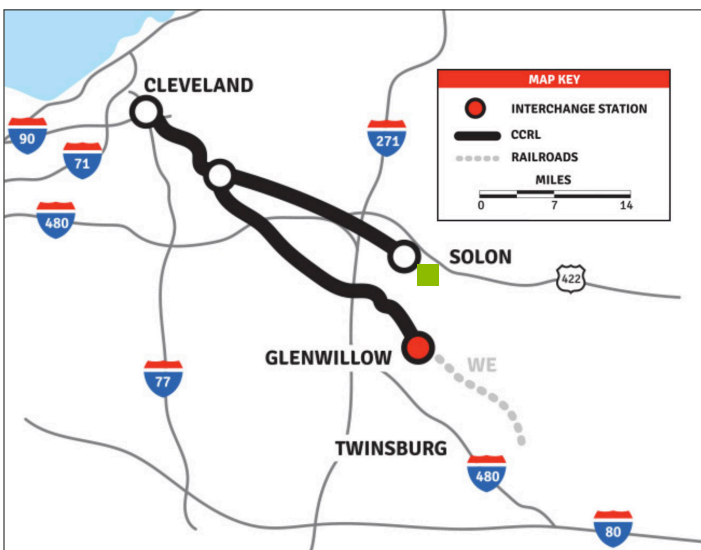 CLEVELAND
MAP KEY
INTERCHANGE STATION
CCRL
RAILROADS
MILES
0 7 14
90
71
271
480
SOLON
422
GLENWILLOW
WE
77
TWINSBURG
480
80